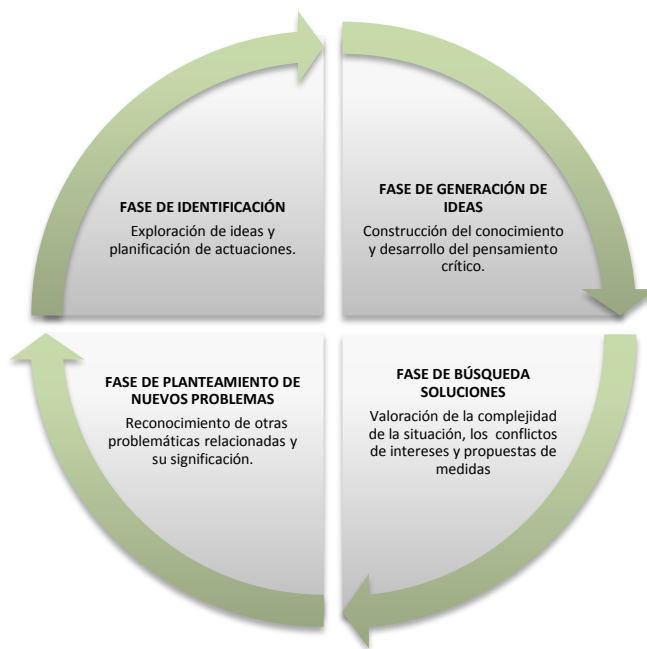 FASE DE IDENTIFICACIÓN
Exploración de ideas y
planificación de actuaciones.
FASE DE GENERACIÓN DE
IDEAS
Construcción del conocimiento
y desarrollo del pensamiento
crítico.
FASE DE PLANTEAMIENTO DE
NUEVOS PROBLEMAS
Reconocimiento de otras
problemáticas relacionadas y
su significación.
FASE DE BÚSQUEDA
SOLUCIONES
Valoración de la complejidad
de la situación, los conflictos
de intereses y propuestas de
medidas